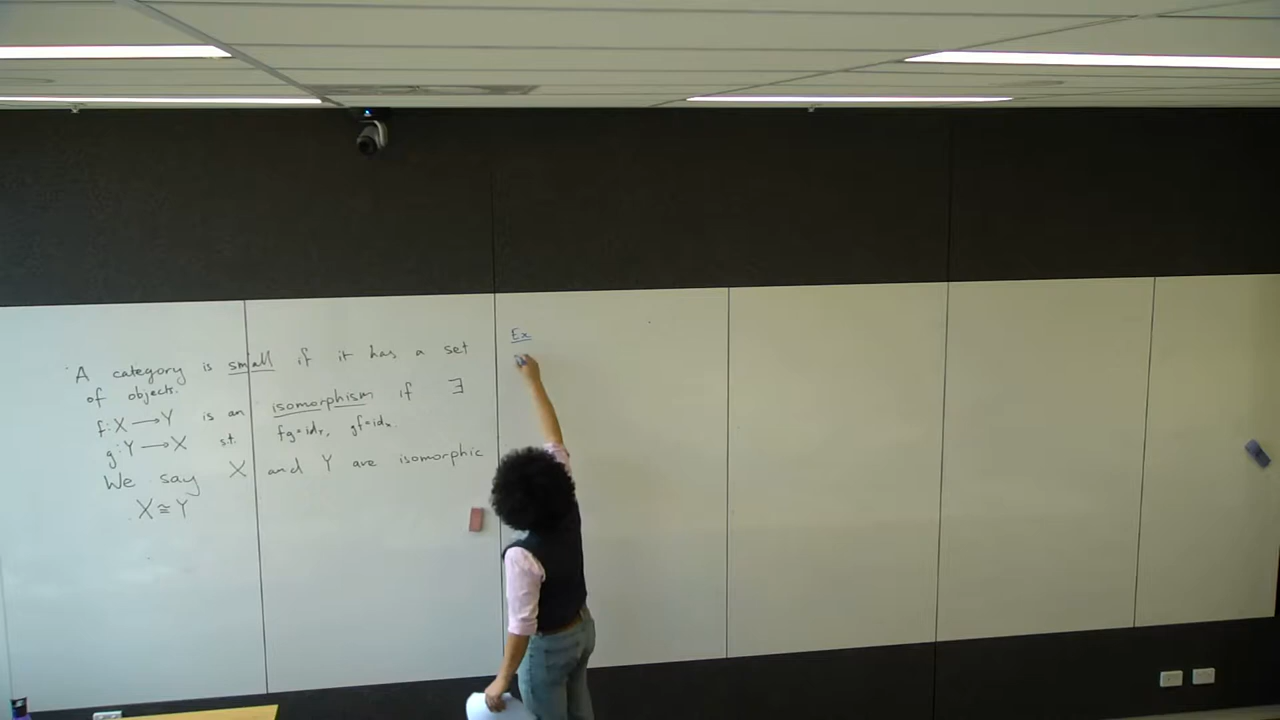 A category is small if it has a set
of objects.
f: X ⟶ Y is an isomorphism if ∃
g: Y ⟶ X st. fg=id_Y, gf=id_X
We say X and Y are isomorphic
X ≅ Y
Ex